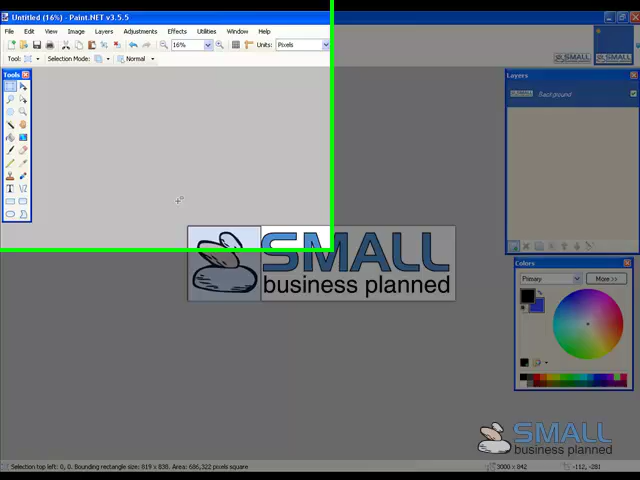 Untitled (16%) - Paint.NET v3.5.5
File Edit View Image Layers Adjustments Effects Utilities Window Help
16% Units: Pixels
Tool: Selection Mode: Normal
SMALL
business planned
Tools
Layers
Background
SMALL
business planned
Colors
Primary More >>
SMALL
business planned
Selection top left: 0, 0. Bounding rectangle size: 819 x 838. Area: 686,322 pixels square
3000 x 842 -112, -281